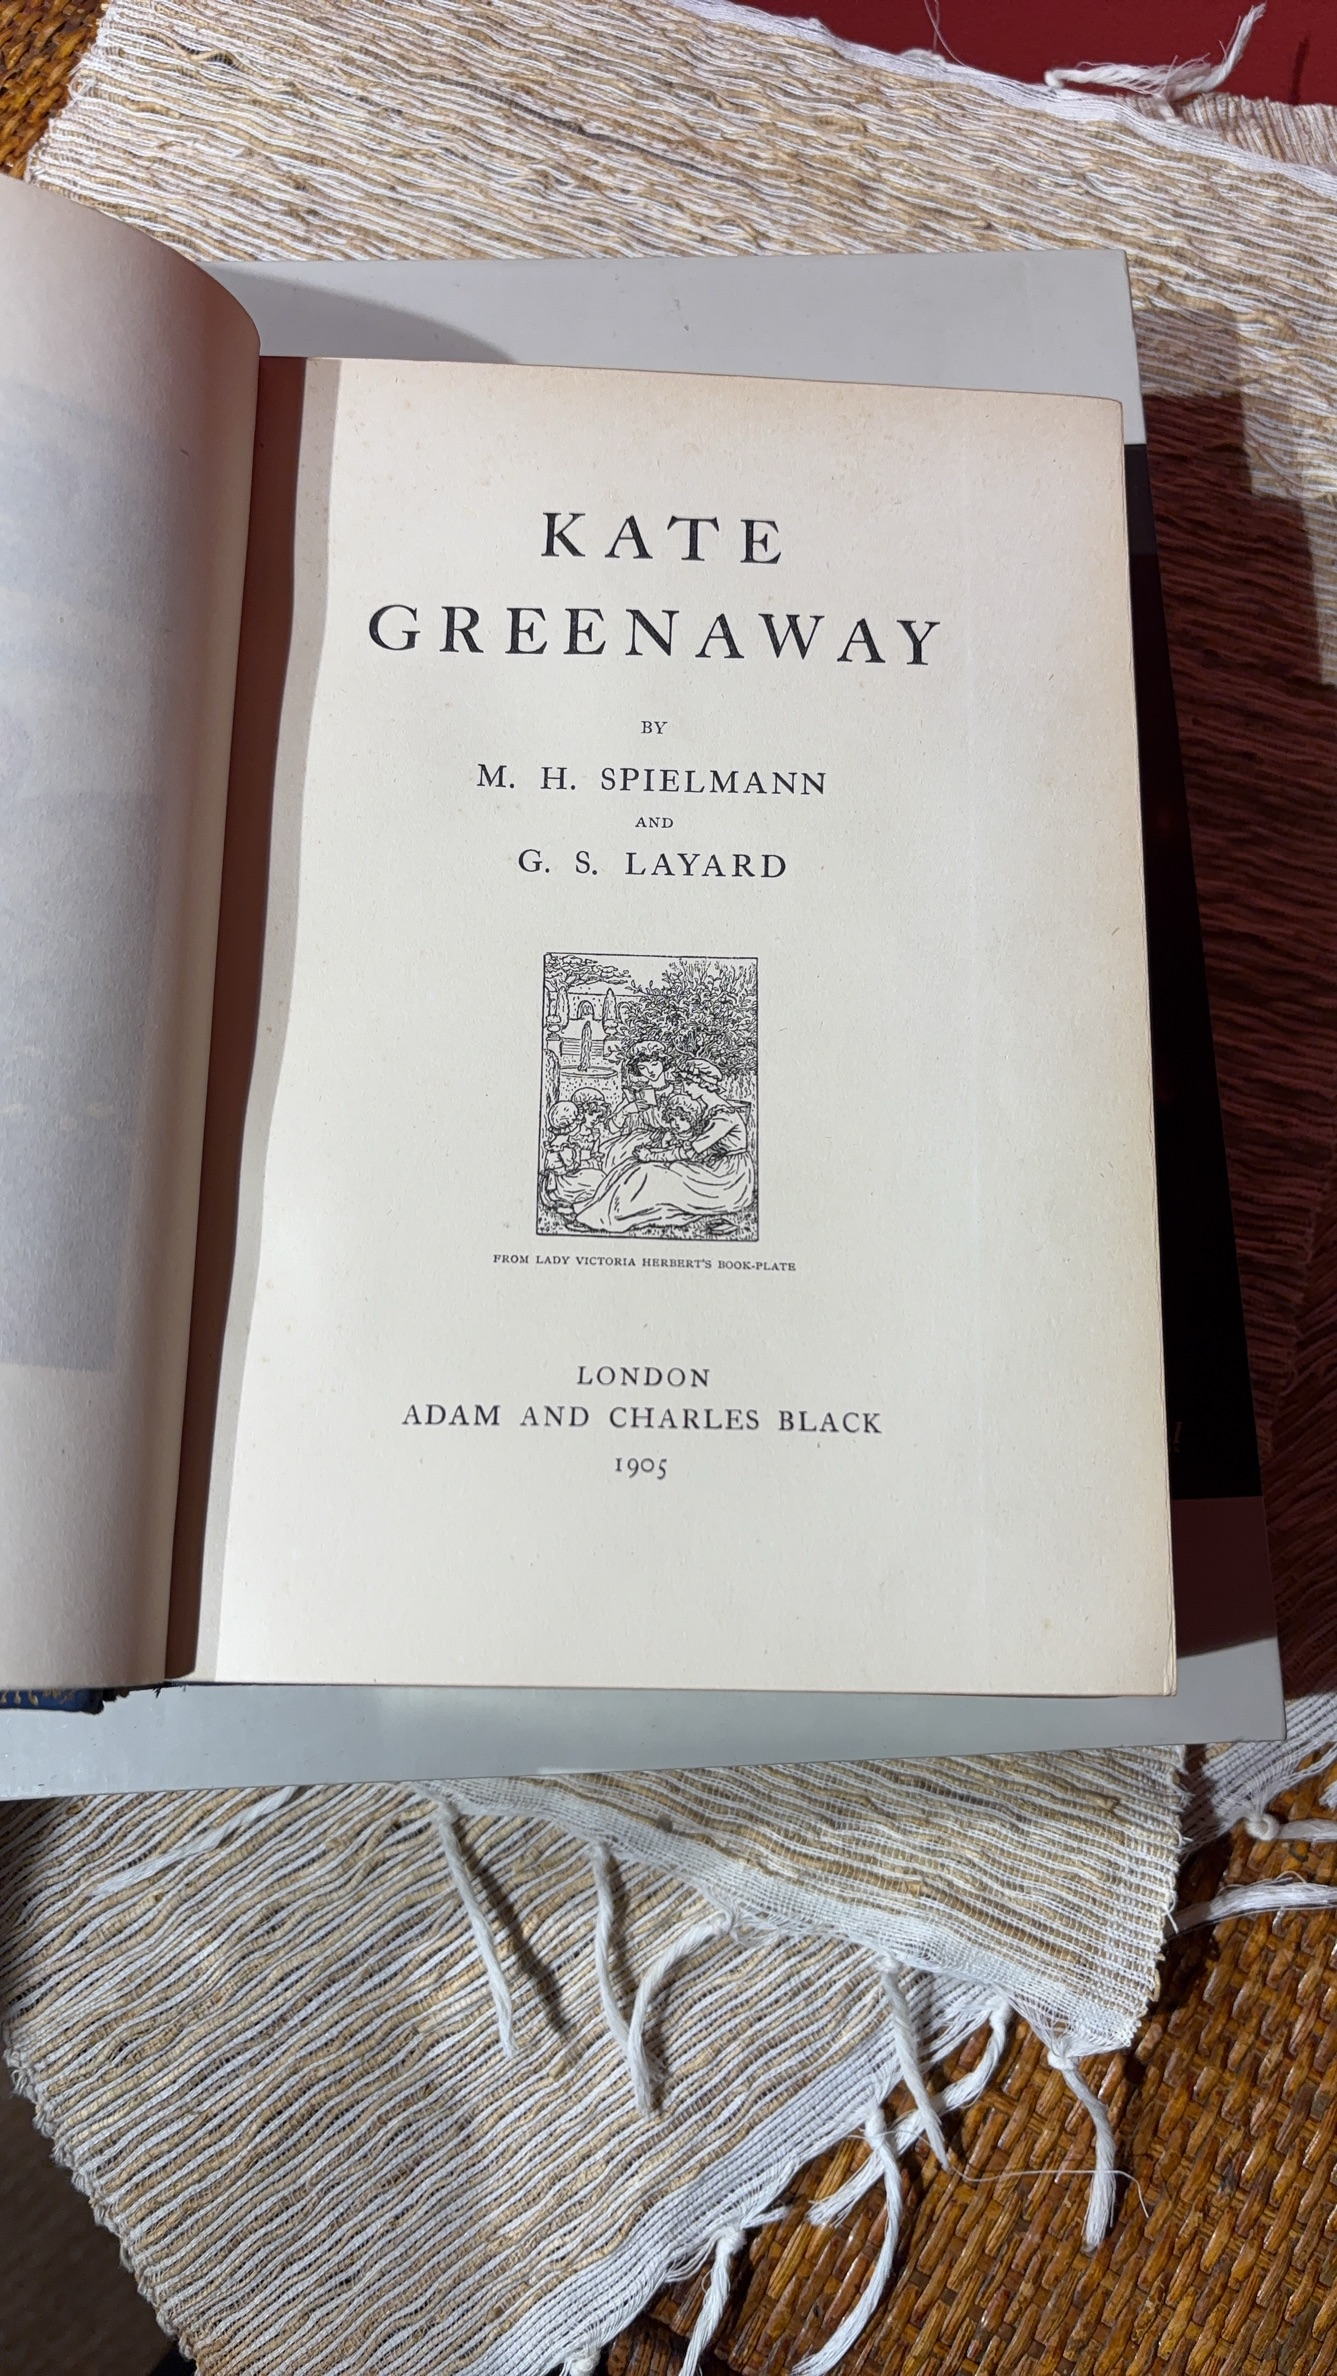 KATE
GREENAWAY
BY
M. H. SPIELMANN
AND
G. S. LAYARD
FROM LADY VICTORIA HERBERT'S BOOK-PLATE
LONDON
ADAM AND CHARLES BLACK
1905